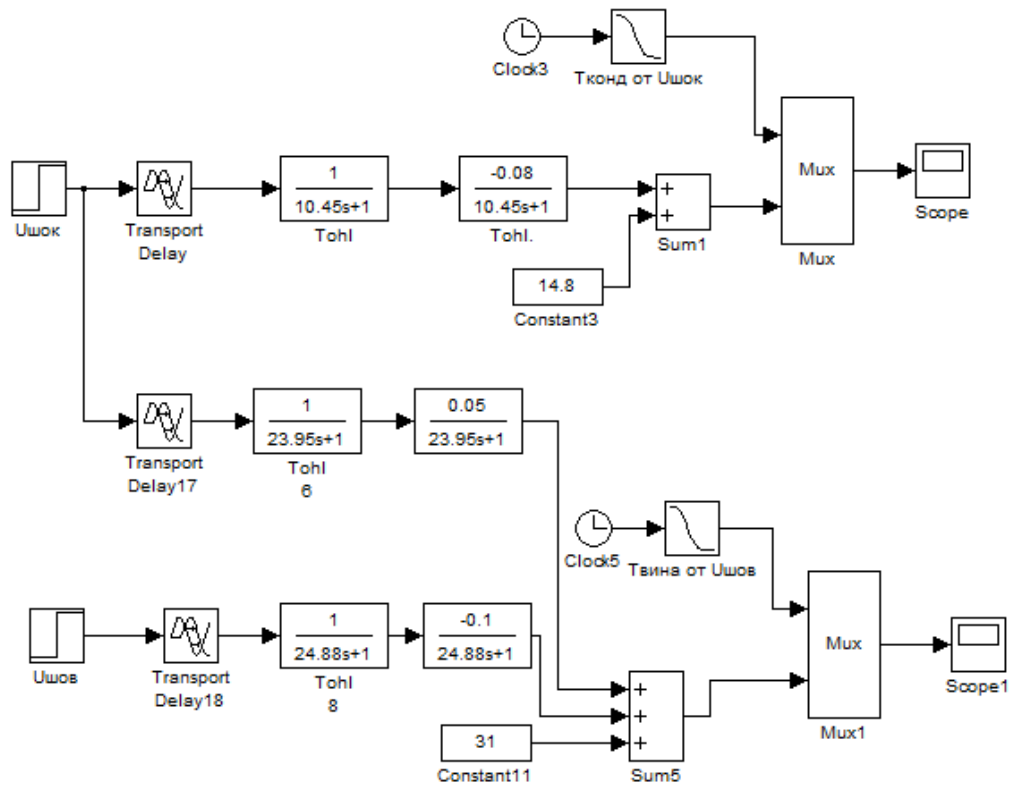 Clock3
Тконд от Uшок
Mux
Mux
Scope
Uшок
Transport
Delay
1
10.45s+1
Tohl
-0.08
10.45s+1
Tohl.
+
+
Sum1
14.8
Constant3
Transport
Delay17
1
23.95s+1
Tohl
6
0.05
23.95s+1
Clock5
Твина от Uшов
Mux
Mux1
Scope1
Uшов
Transport
Delay18
1
24.88s+1
Tohl
8
-0.1
24.88s+1
+
+
+
Sum5
31
Constant11